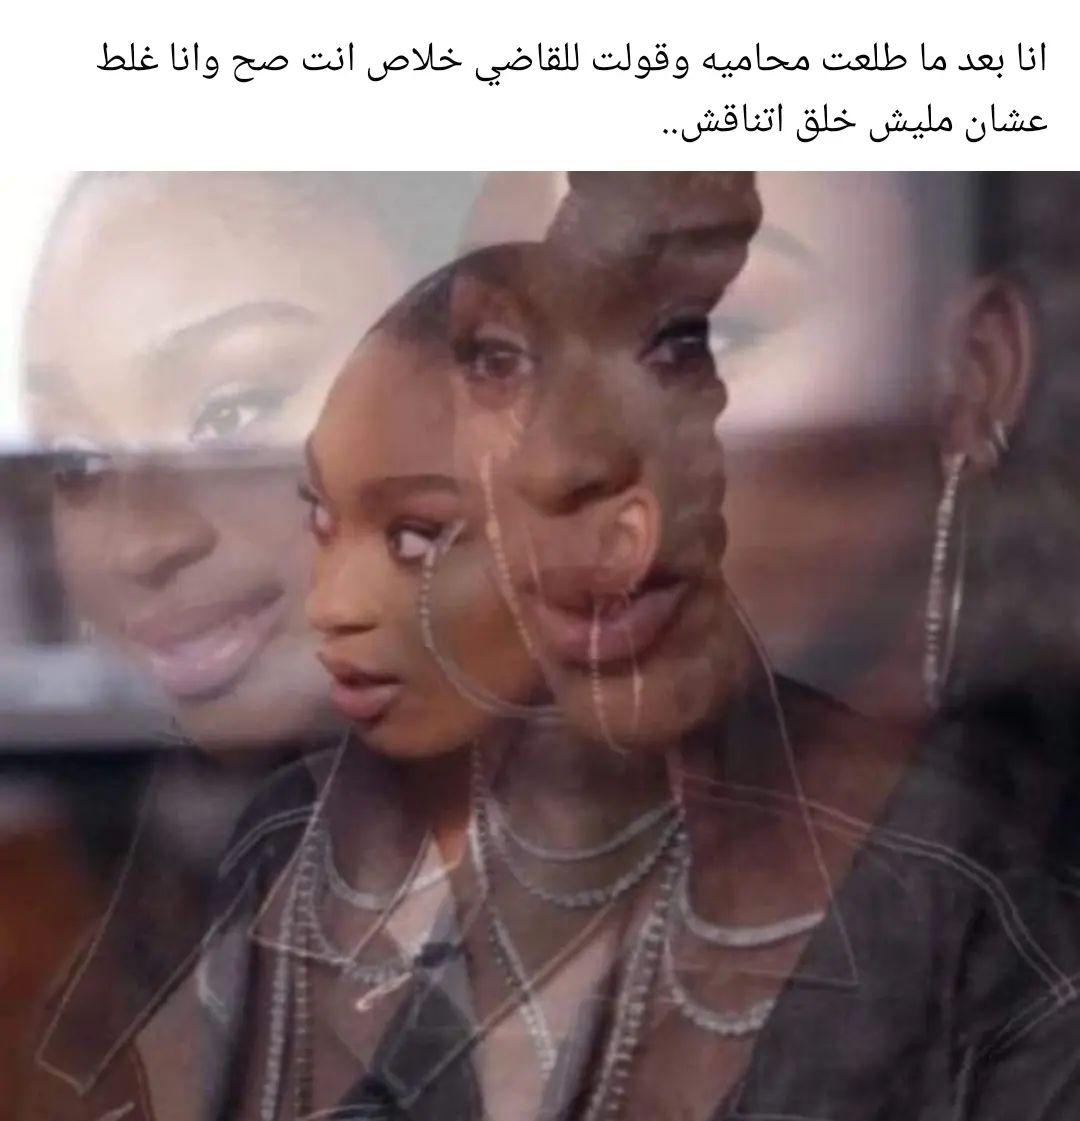 انا بعد ما طلعت محاميه وقولت للقاضي خلاص انت صح وانا غلط
عشان مليش خلق اتناقش..